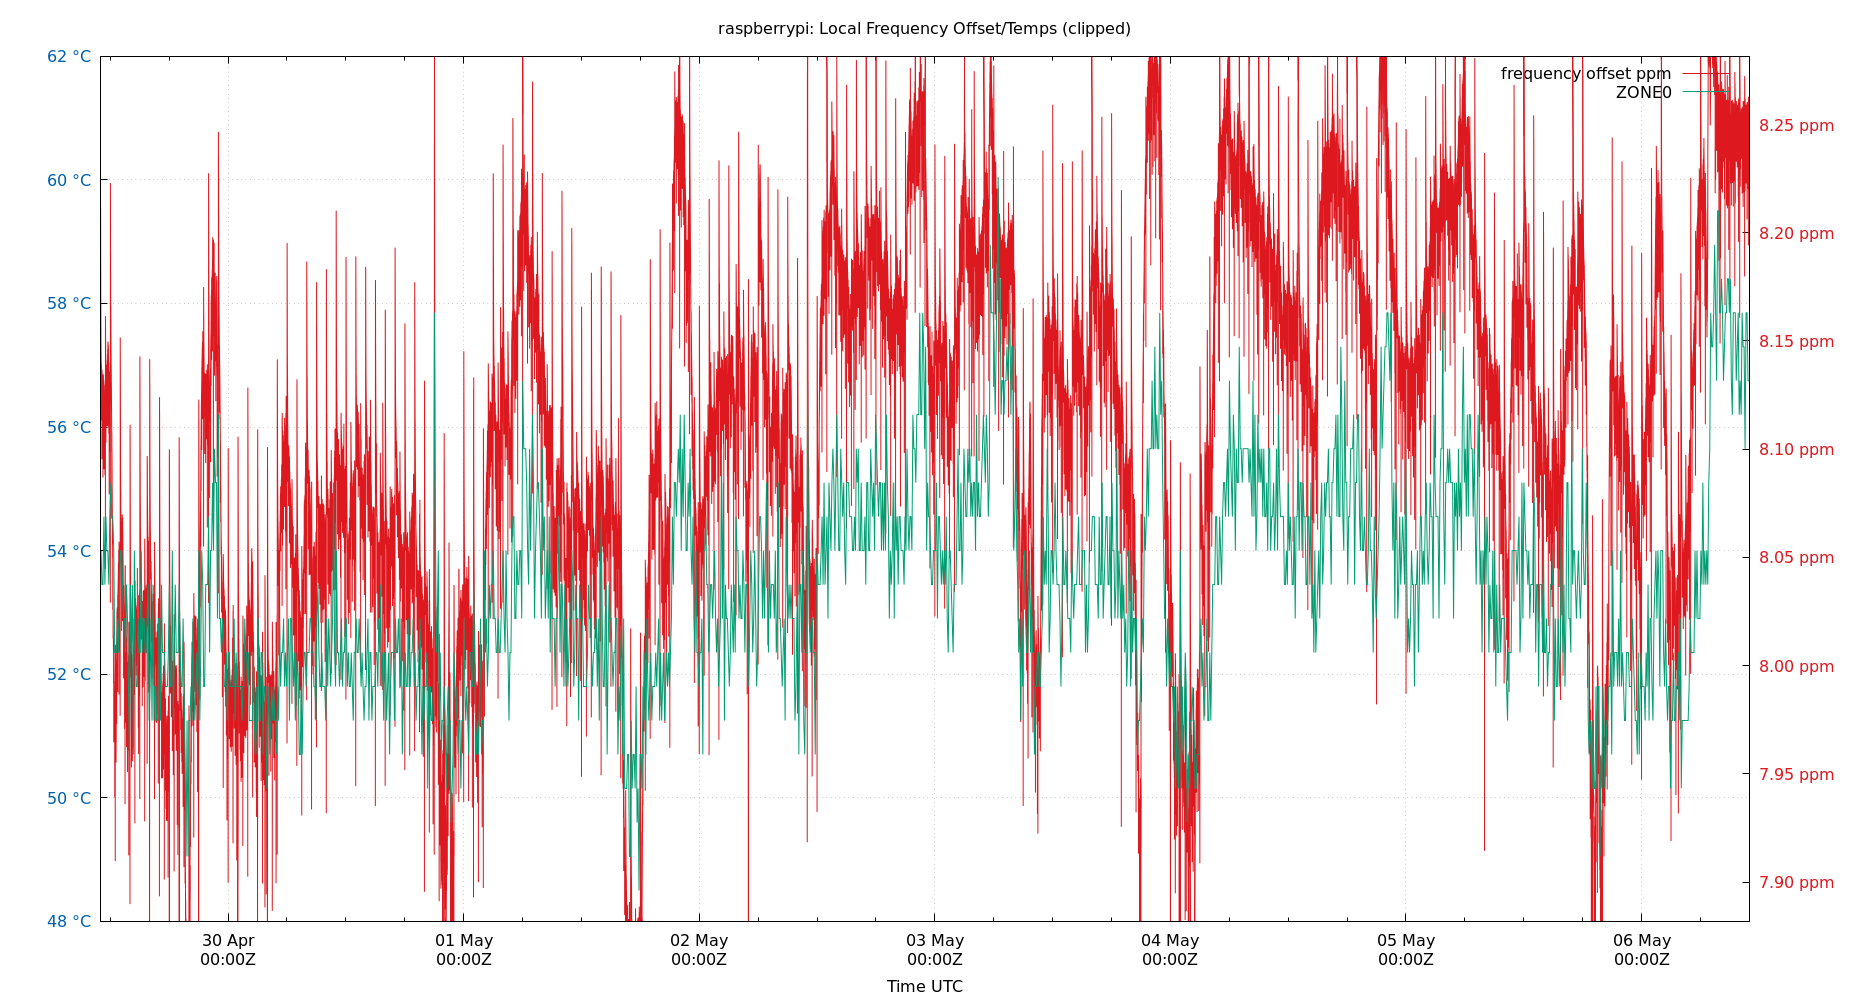 raspberrypi: Local Frequency Offset/Temps (clipped)
62 °C
60 °C
58 °C
56 °C
54 °C
52 °C
50 °C
48 °C
frequency offset ppm
ZONE0
8.25 ppm
8.20 ppm
8.15 ppm
8.10 ppm
8.05 ppm
8.00 ppm
7.95 ppm
7.90 ppm
30 Apr
00:00Z
01 May
00:00Z
02 May
00:00Z
03 May
00:00Z
04 May
00:00Z
05 May
00:00Z
06 May
00:00Z
Time UTC